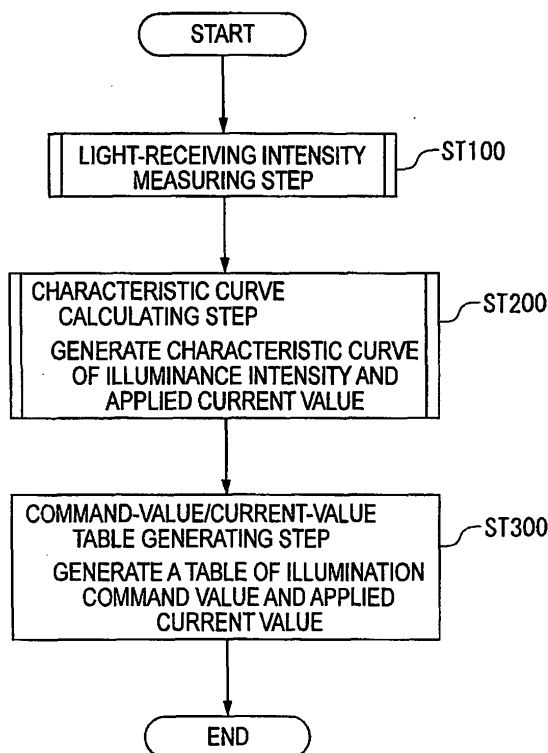 START
LIGHT-RECEIVING INTENSITY
MEASURING STEP
ST100
CHARACTERISTIC CURVE
CALCULATING STEP
GENERATE CHARACTERISTIC CURVE
OF ILLUMINANCE INTENSITY AND
APPLIED CURRENT VALUE
ST200
COMMAND-VALUE/CURRENT-VALUE
TABLE GENERATING STEP
GENERATE A TABLE OF ILLUMINATION
COMMAND VALUE AND APPLIED
CURRENT VALUE
ST300
END